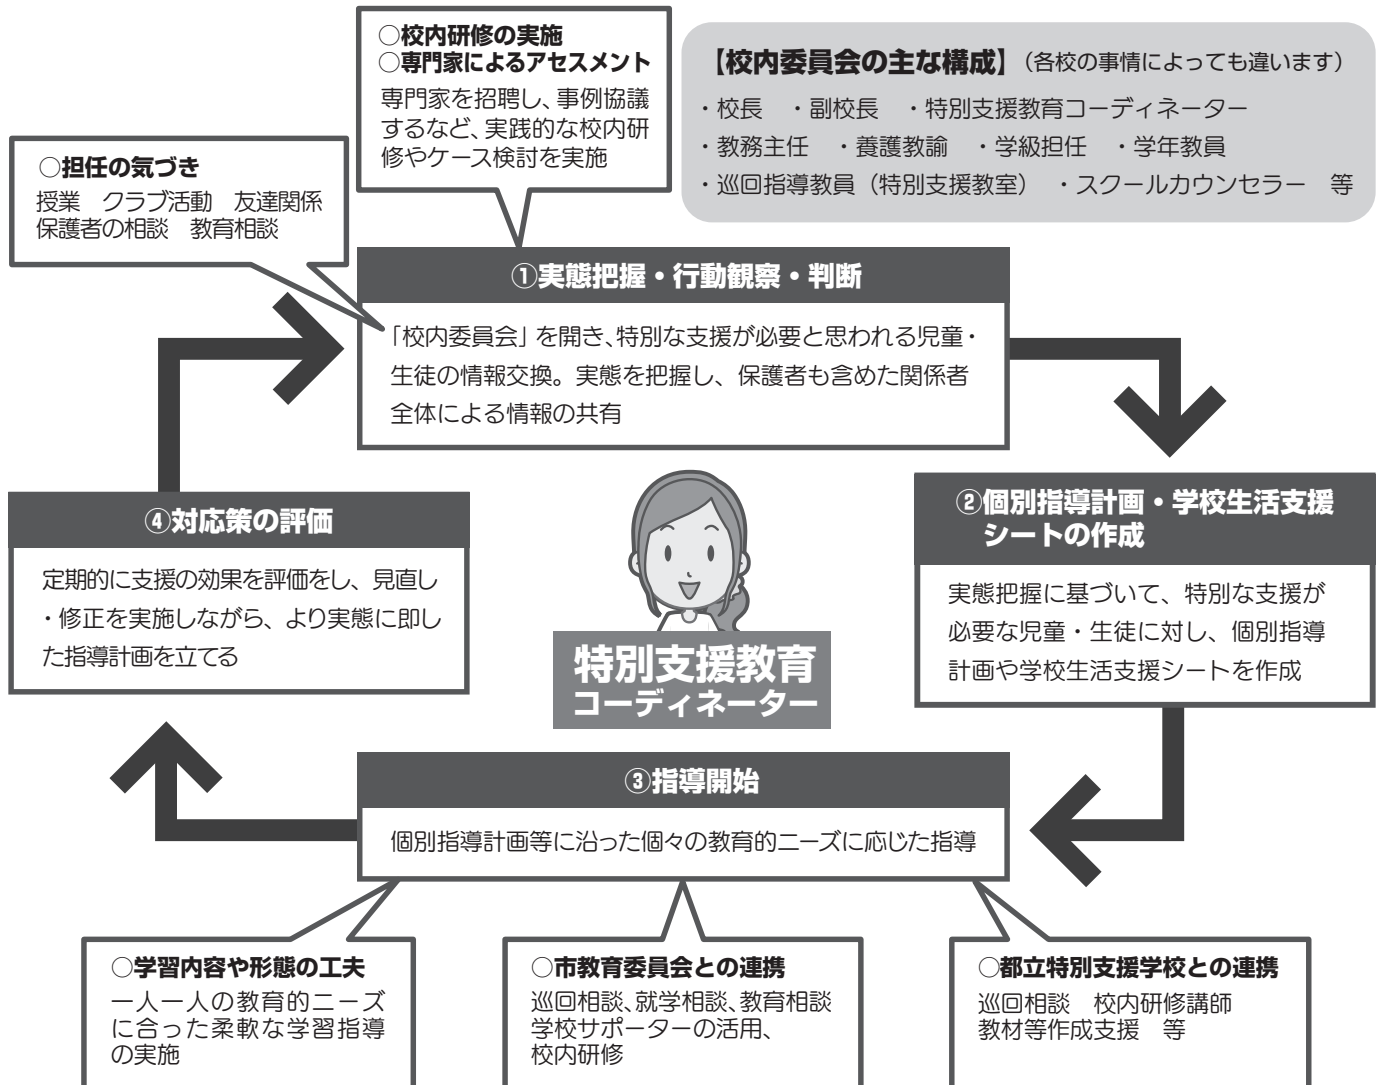 ○校内研修の実施
○専門家によるアセスメント
専門家を招聘し、事例協議
するなど、実践的な校内研
修やケース検討を実施
【校内委員会の主な構成】（各校の事情によっても違います）
・校長　・副校長　・特別支援教育コーディネーター
・教務主任　・養護教諭　・学級担任　・学年教員
・巡回指導教員（特別支援教室）　・スクールカウンセラー　等
○担任の気づき
授業　クラブ活動　友達関係
保護者の相談　教育相談
①実態把握・行動観察・判断
「校内委員会」を開き、特別な支援が必要と思われる児童・
生徒の情報交換。実態を把握し、保護者も含めた関係者
全体による情報の共有
②個別指導計画・学校生活支援
シートの作成
実態把握に基づいて、特別な支援が
必要な児童・生徒に対し、個別指導
計画や学校生活支援シートを作成
④対応策の評価
定期的に支援の効果を評価をし、見直し
・修正を実施しながら、より実態に即し
た指導計画を立てる
特別支援教育
コーディネーター
③指導開始
個別指導計画等に沿った個々の教育的ニーズに応じた指導
○学習内容や形態の工夫
一人一人の教育的ニーズ
に合った柔軟な学習指導
の実施
○市教育委員会との連携
巡回相談、就学相談、教育相談
学校サポーターの活用、
校内研修
○都立特別支援学校との連携
巡回相談　校内研修講師
教材等作成支援　等